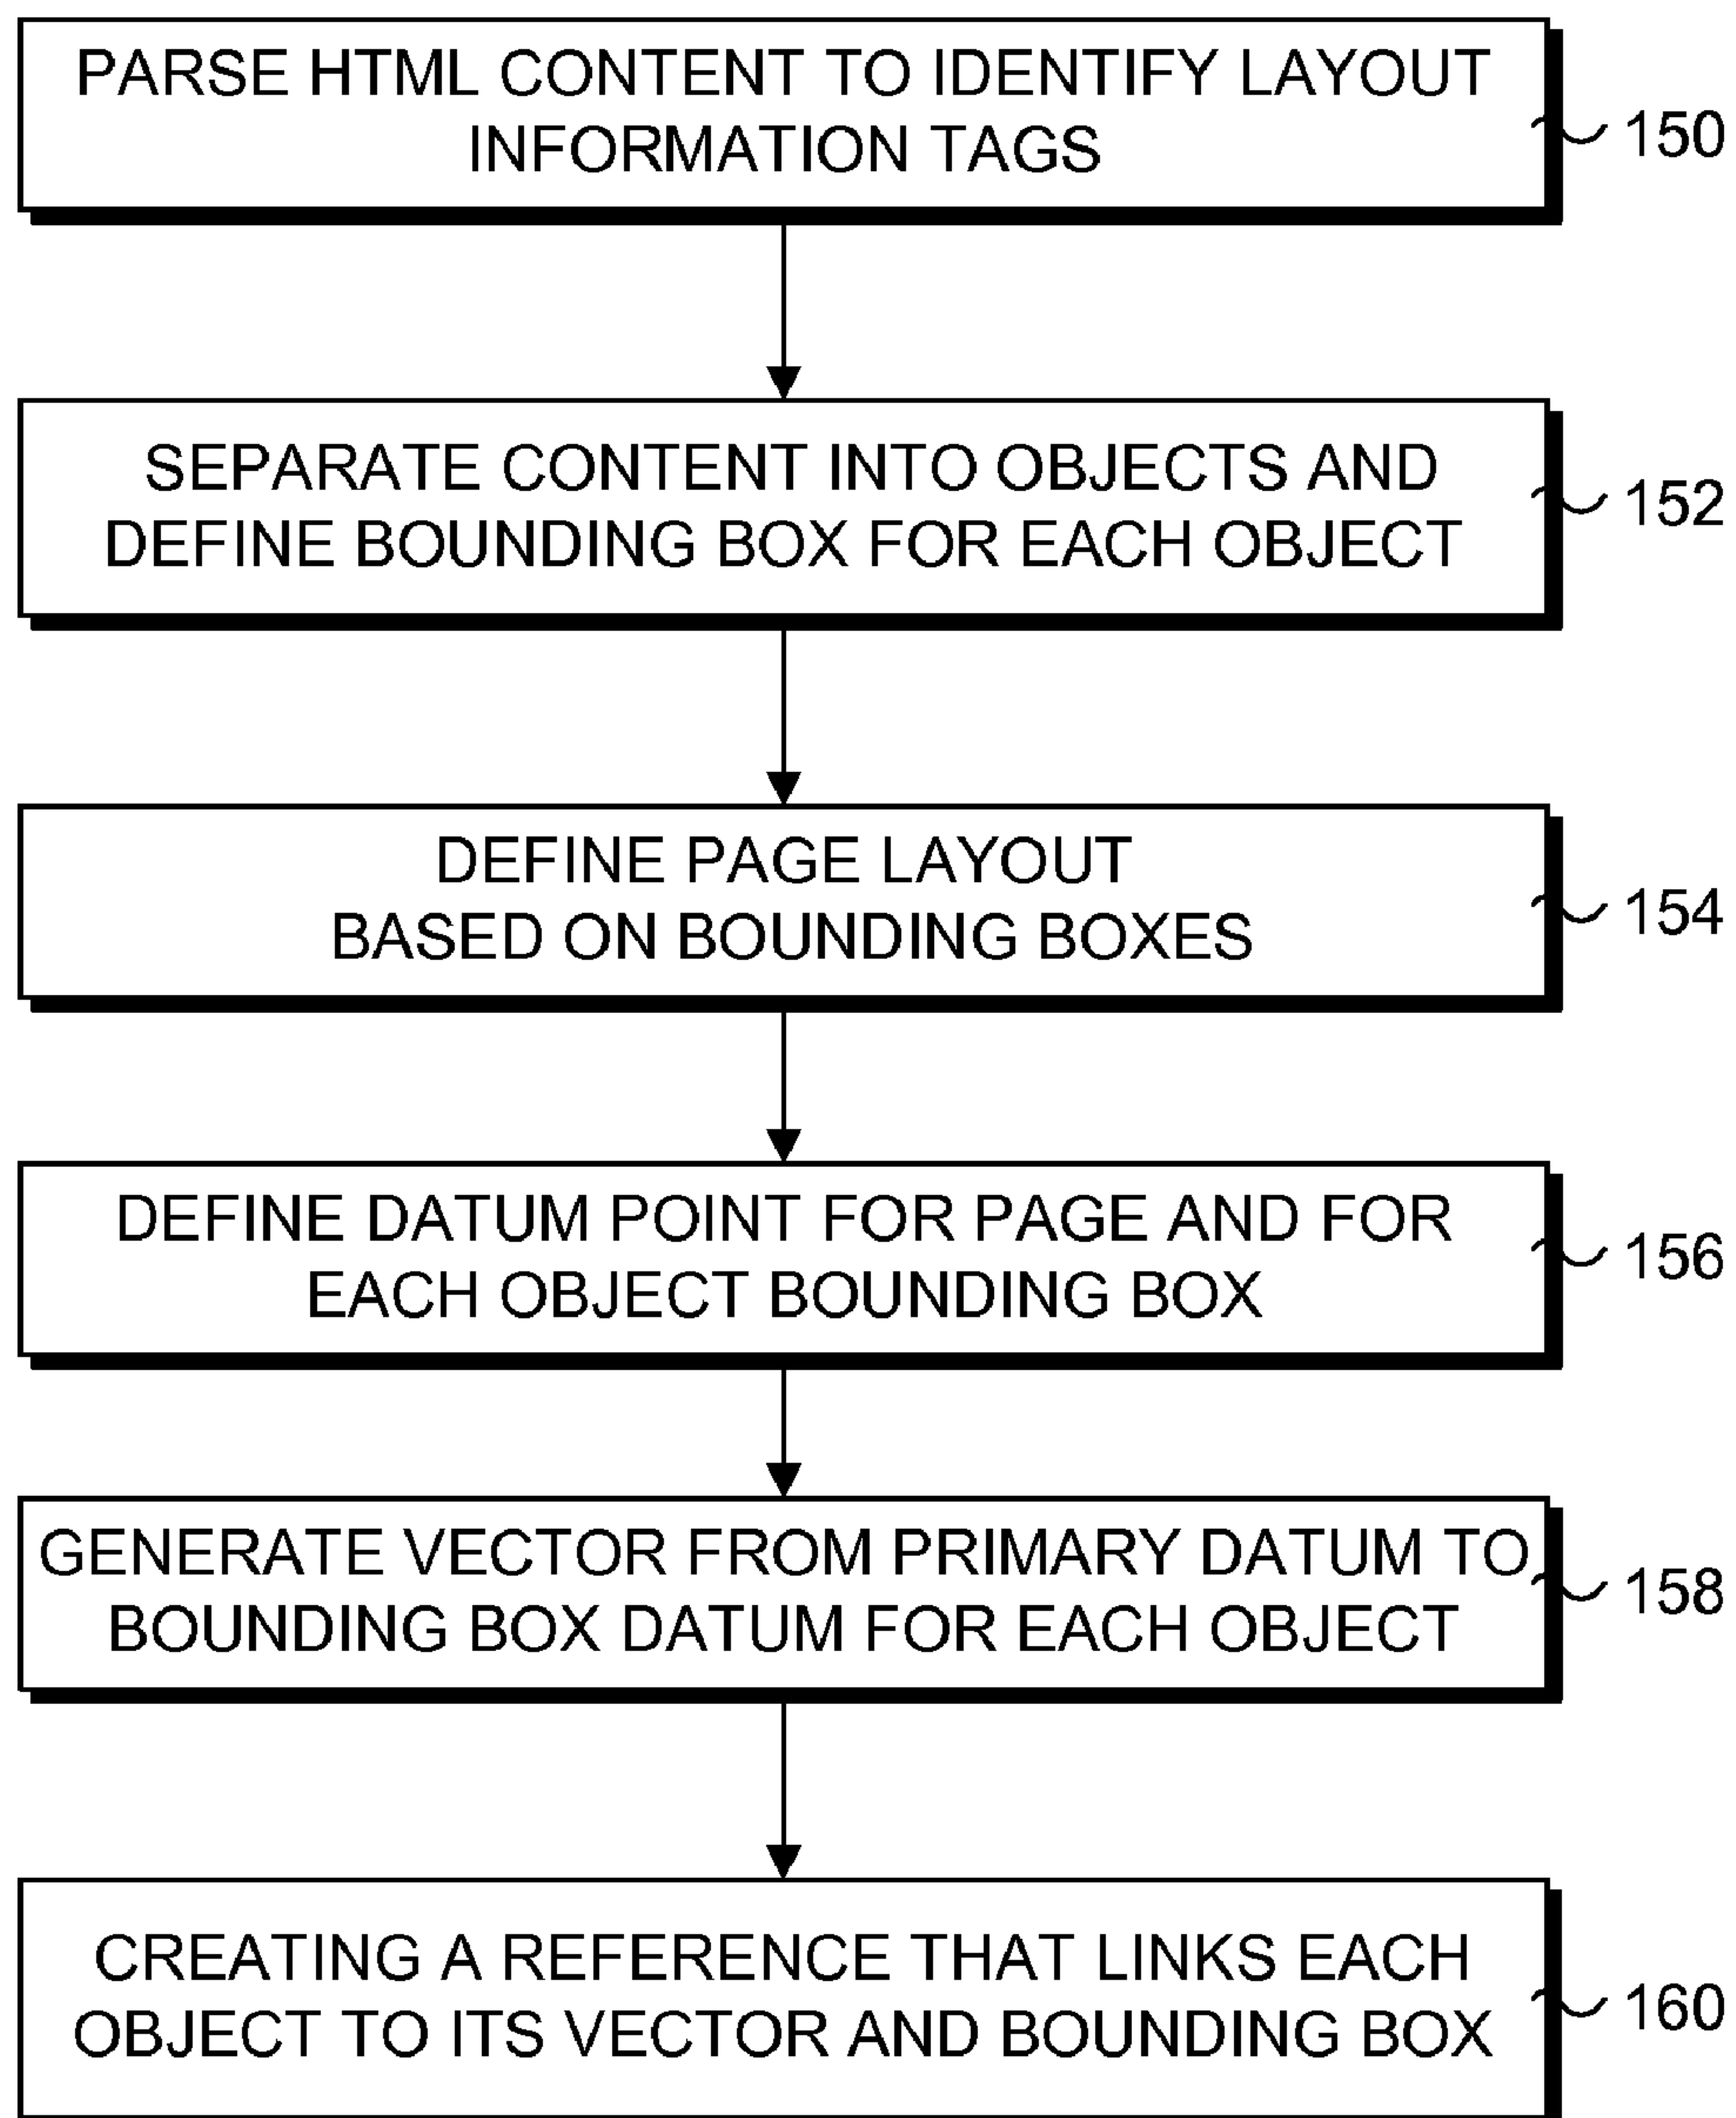 PARSE HTML CONTENT TO IDENTIFY LAYOUT
INFORMATION TAGS
150
SEPARATE CONTENT INTO OBJECTS AND
DEFINE BOUNDING BOX FOR EACH OBJECT
152
DEFINE PAGE LAYOUT
BASED ON BOUNDING BOXES
154
DEFINE DATUM POINT FOR PAGE AND FOR
EACH OBJECT BOUNDING BOX
156
GENERATE VECTOR FROM PRIMARY DATUM TO
BOUNDING BOX DATUM FOR EACH OBJECT
158
CREATING A REFERENCE THAT LINKS EACH
OBJECT TO ITS VECTOR AND BOUNDING BOX
160